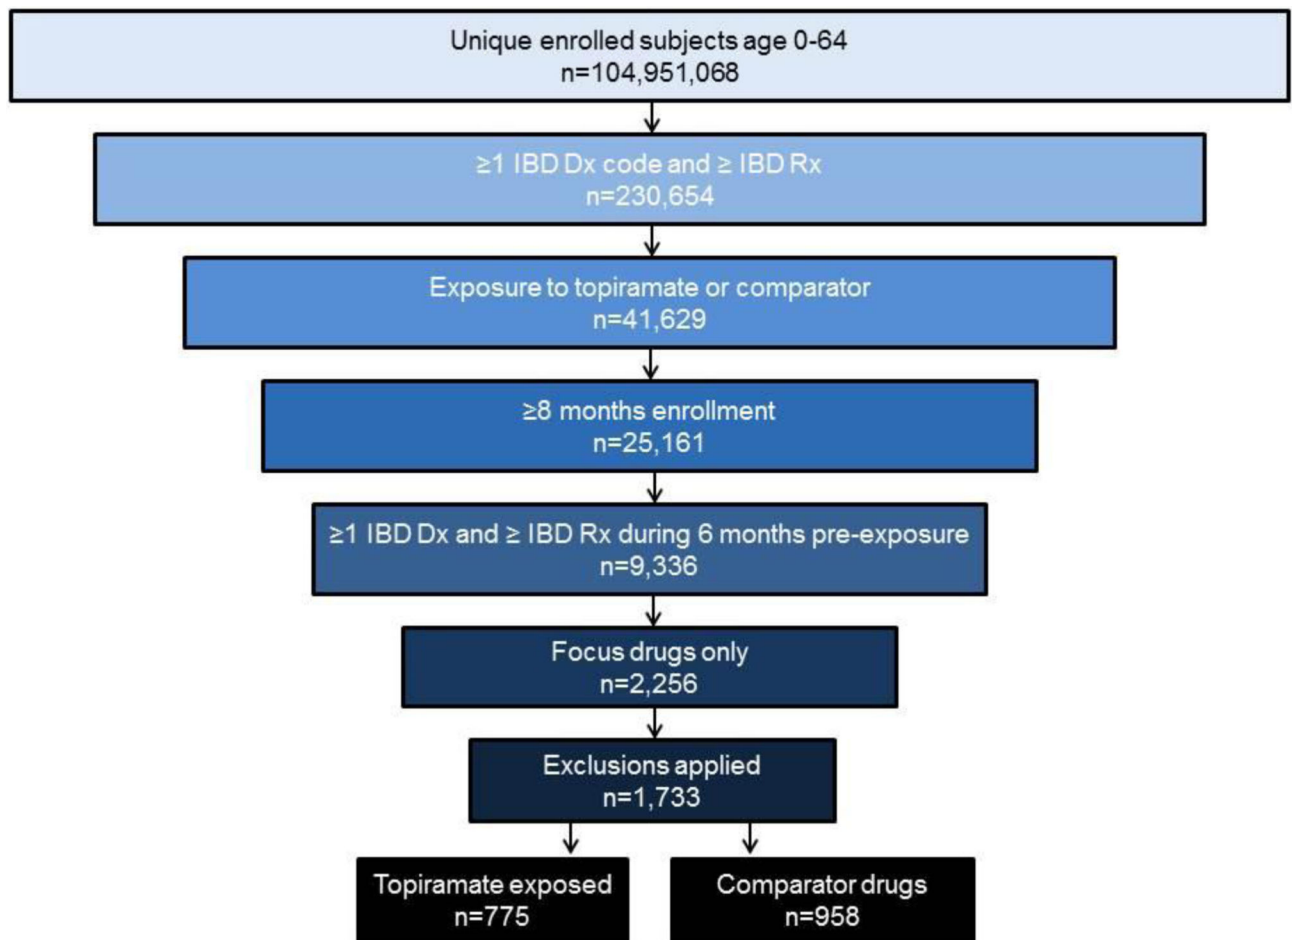 Unique enrolled subjects age 0-64
n=104,951,068
≥1 IBD Dx code and ≥ IBD Rx
n=230,654
Exposure to topiramate or comparator
n=41,629
≥8 months enrollment
n=25,161
≥1 IBD Dx and ≥ IBD Rx during 6 months pre-exposure
n=9,336
Focus drugs only
n=2,256
Exclusions applied
n=1,733
Topiramate exposed
n=775
Comparator drugs
n=958